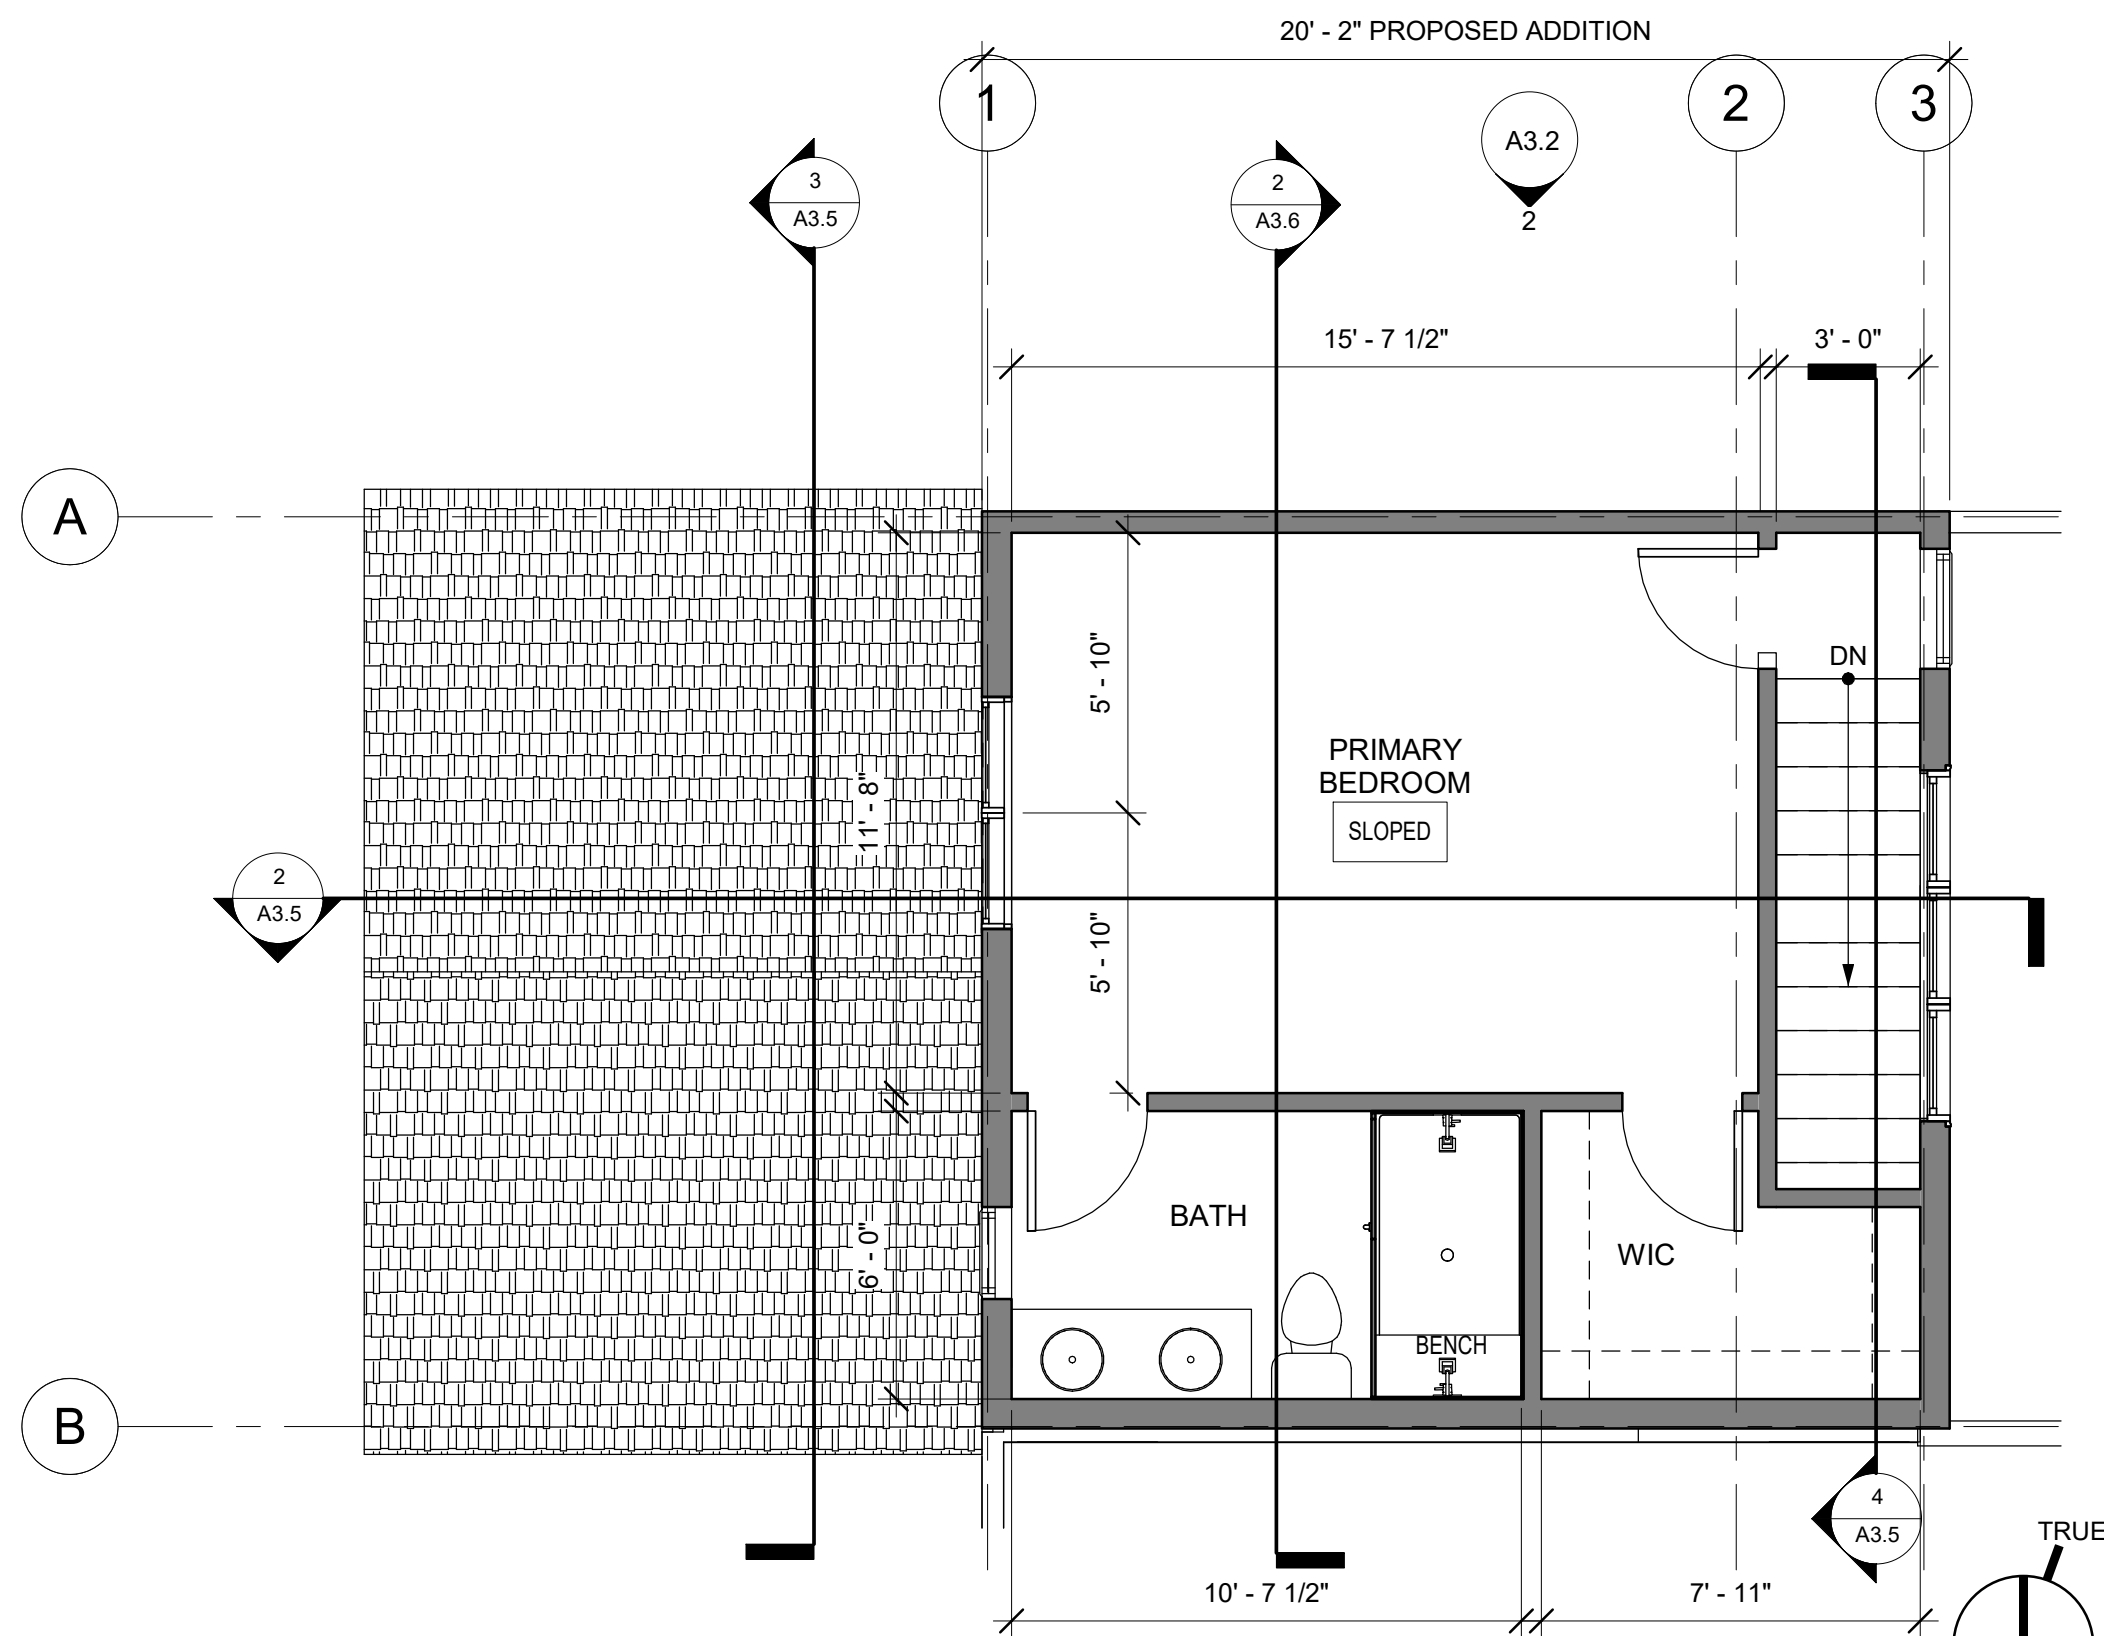 20' - 2" PROPOSED ADDITION
1
2
3
A3.2
2
3
A3.5
2
A3.6
15' - 7 1/2"
3' - 0"
A
5' - 10"
DN
PRIMARY
BEDROOM
SLOPED
11' - 8"
2
A3.5
5' - 10"
BATH
WIC
6' - 0"
BENCH
B
4
A3.5
TRUE
10' - 7 1/2"
7' - 11"